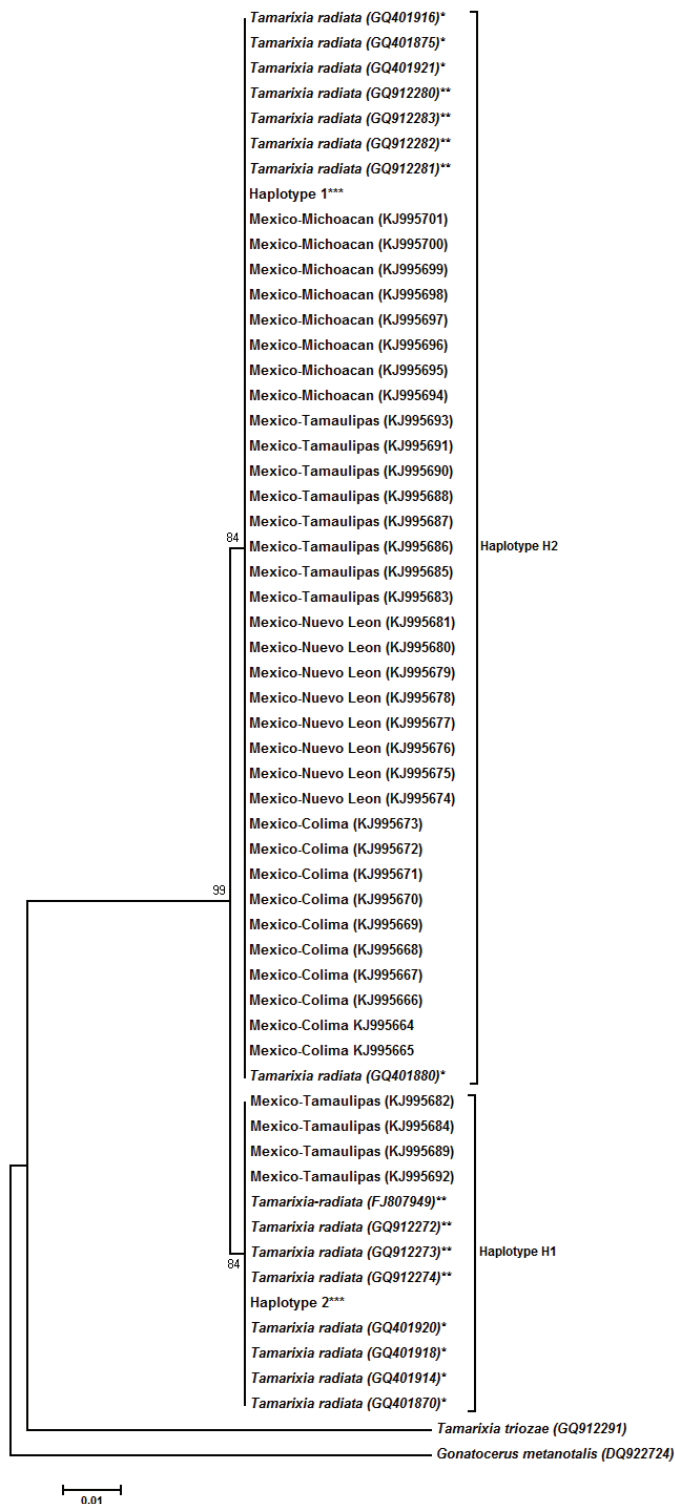 Tamarixia radiata (GQ401916)*
Tamarixia radiata (GQ401875)*
Tamarixia radiata (GQ401921)*
Tamarixia radiata (GQ912280)**
Tamarixia radiata (GQ912283)**
Tamarixia radiata (GQ912282)**
Tamarixia radiata (GQ912281)**
Haplotype 1***
Mexico-Michoacan (KJ995701)
Mexico-Michoacan (KJ995700)
Mexico-Michoacan (KJ995699)
Mexico-Michoacan (KJ995698)
Mexico-Michoacan (KJ995697)
Mexico-Michoacan (KJ995696)
Mexico-Michoacan (KJ995695)
Mexico-Michoacan (KJ995694)
Mexico-Tamaulipas (KJ995693)
Mexico-Tamaulipas (KJ995691)
Mexico-Tamaulipas (KJ995690)
Mexico-Tamaulipas (KJ995688)
Mexico-Tamaulipas (KJ995687)
84
Mexico-Tamaulipas (KJ995686)
Haplotype H2
Mexico-Tamaulipas (KJ995685)
Mexico-Tamaulipas (KJ995683)
Mexico-Nuevo Leon (KJ995681)
Mexico-Nuevo Leon (KJ995680)
Mexico-Nuevo Leon (KJ995679)
Mexico-Nuevo Leon (KJ995678)
Mexico-Nuevo Leon (KJ995677)
Mexico-Nuevo Leon (KJ995676)
Mexico-Nuevo Leon (KJ995675)
Mexico-Nuevo Leon (KJ995674)
Mexico-Colima (KJ995673)
Mexico-Colima (KJ995672)
Mexico-Colima (KJ995671)
99
Mexico-Colima (KJ995670)
Mexico-Colima (KJ995669)
Mexico-Colima (KJ995668)
Mexico-Colima (KJ995667)
Mexico-Colima (KJ995666)
Mexico-Colima KJ995664
Mexico-Colima KJ995665
Tamarixia radiata (GQ401880)*
Mexico-Tamaulipas (KJ995682)
Mexico-Tamaulipas (KJ995684)
Mexico-Tamaulipas (KJ995689)
Mexico-Tamaulipas (KJ995692)
Tamarixia-radiata (FJ807949)**
Tamarixia radiata (GQ912272)**
Tamarixia radiata (GQ912273)**
Haplotype H1
84
Tamarixia radiata (GQ912274)**
Haplotype 2***
Tamarixia radiata (GQ401920)*
Tamarixia radiata (GQ401918)*
Tamarixia radiata (GQ401914)*
Tamarixia radiata (GQ401870)*
Tamarixia triozae (GQ912291)
Gonatocerus metanotalis (DQ922724)
0.01